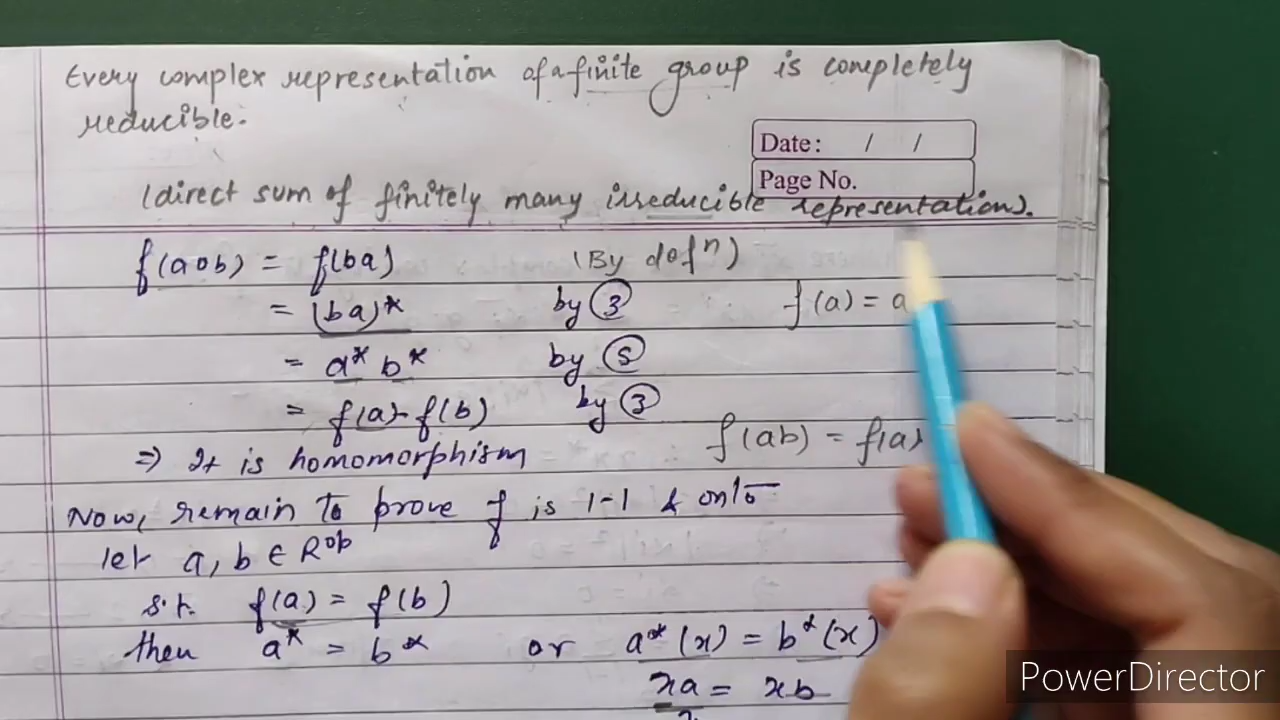 Every complex representation of a finite group is completely
reducible.
Date: / /
Page No.
(direct sum of finitely many irreducible representations).
f(aob) = f(ba) (By defⁿ)
= (ba)* by ③ f(a) = a
= a* b* by ⑤
= f(a) f(b) by ③
f(ab) = f(a)
⇒ It is homomorphism
Now, remain to prove f is 1-1 & onto
let a, b ∈ R^op
s.t. f(a) = f(b)
then a* = b* or a*(x) = b*(x)
xa = xb
PowerDirector